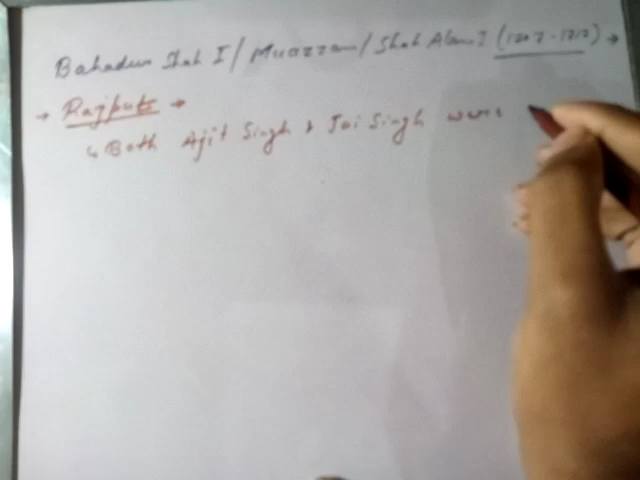 Bahadur Shah I / Muazzam / Shah Alam I (1707-1712) →
→ Rajputs →
↳ Both Ajit Singh & Jai Singh were